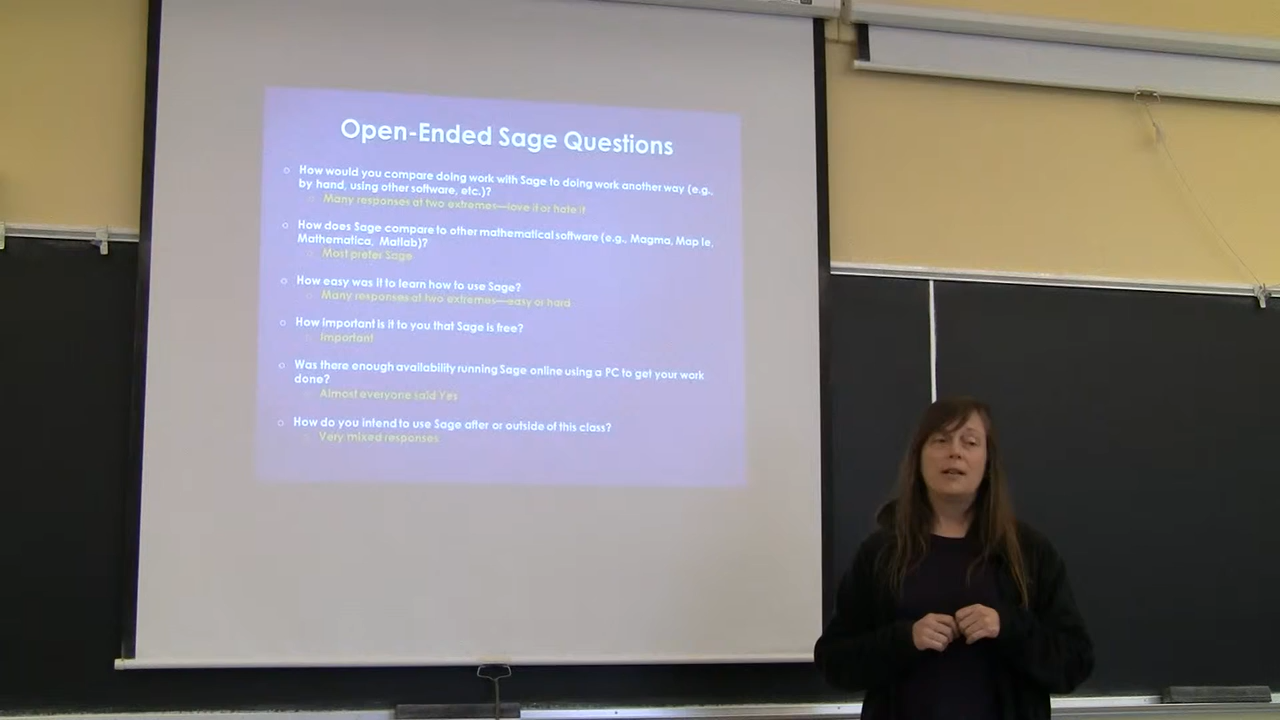 Open-Ended Sage Questions
How would you compare doing work with Sage to doing work another way (e.g.,
by hand, using other software, etc.)?
Many responses at two extremes—love it or hate it
How does Sage compare to other mathematical software (e.g., Magma, Map le,
Mathematica, Matlab)?
Most prefer Sage
How easy was it to learn how to use Sage?
Many responses at two extremes—easy or hard
How important is it to you that Sage is free?
Important
Was there enough availability running Sage online using a PC to get your work
done?
Almost everyone said Yes
How do you intend to use Sage after or outside of this class?
Very mixed responses